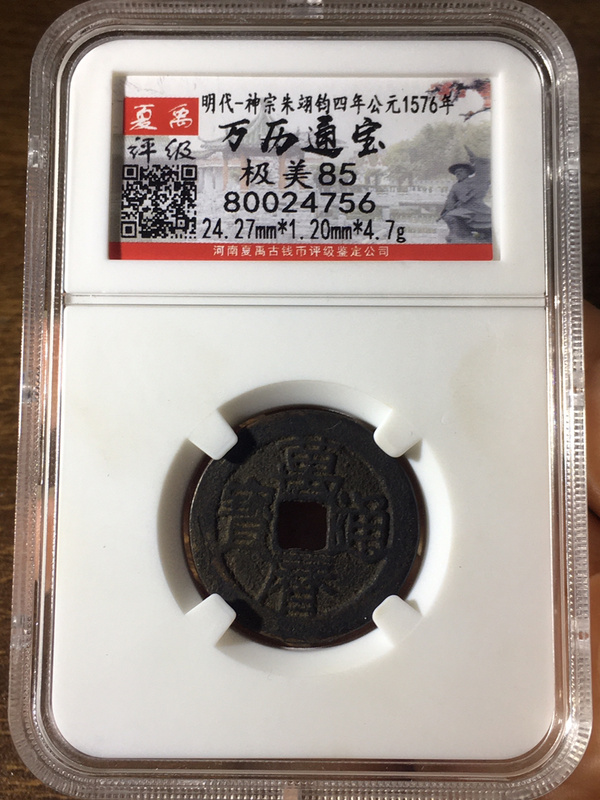 夏禹
评级
明代-神宗朱翊钧四年公元1576年
万历通宝
极美85
80024756
24.27mm*1.20mm*4.7g
河南夏禹古钱币评级鉴定公司
萬曆通寶